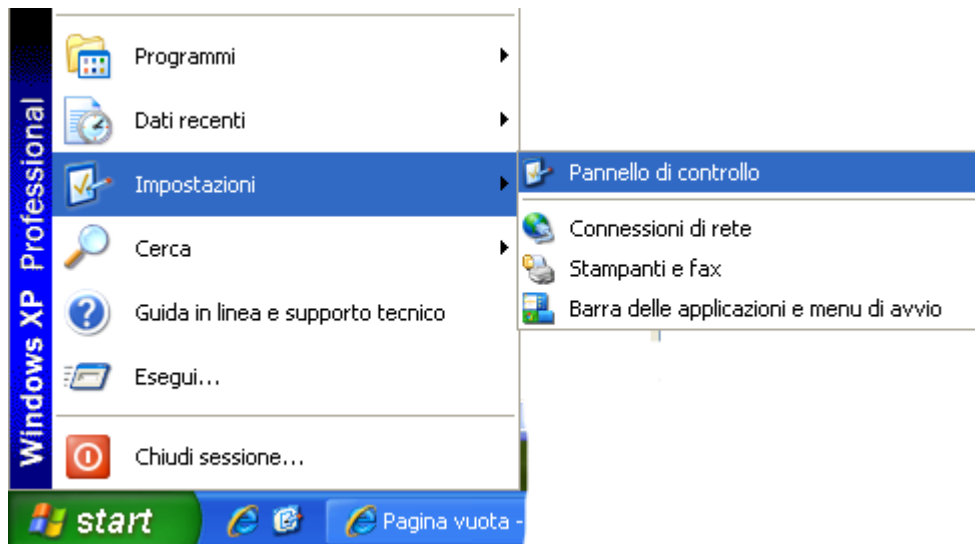 Windows XP Professional
Programmi
Dati recenti
Impostazioni
Cerca
Guida in linea e supporto tecnico
Esegui...
Chiudi sessione...
Pannello di controllo
Connessioni di rete
Stampanti e fax
Barra delle applicazioni e menu di avvio
start
Pagina vuota -